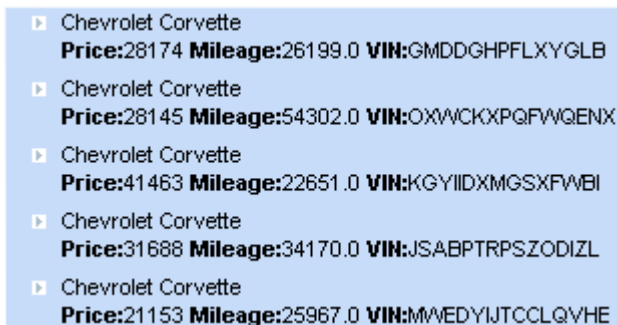 Chevrolet Corvette
Price:28174 Mileage:26199.0 VIN:GMDDGHPFLXYGLB
Chevrolet Corvette
Price:28145 Mileage:54302.0 VIN:OXWCKXPQFWQENX
Chevrolet Corvette
Price:41463 Mileage:22651.0 VIN:KGYIIDXMGSXFWBI
Chevrolet Corvette
Price:31688 Mileage:34170.0 VIN:JSABPTRPSZODIZL
Chevrolet Corvette
Price:21153 Mileage:25967.0 VIN:MWEDYIJTCCLQVHE